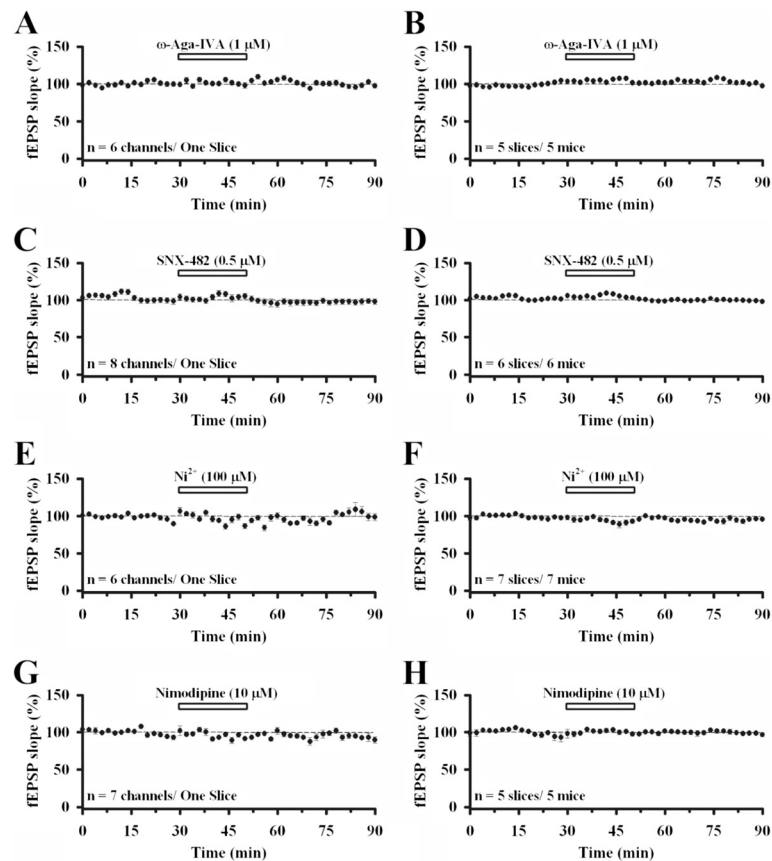 A
fEPSP slope (%)
150
100
50
0
ω-Aga-IVA (1 μM)
n = 6 channels/ One Slice
0 15 30 45 60 75 90
Time (min)
B
fEPSP slope (%)
150
100
50
0
ω-Aga-IVA (1 μM)
n = 5 slices/ 5 mice
0 15 30 45 60 75 90
Time (min)
C
fEPSP slope (%)
150
100
50
0
SNX-482 (0.5 μM)
n = 8 channels/ One Slice
0 15 30 45 60 75 90
Time (min)
D
fEPSP slope (%)
150
100
50
0
SNX-482 (0.5 μM)
n = 6 slices/ 6 mice
0 15 30 45 60 75 90
Time (min)
E
fEPSP slope (%)
150
100
50
0
Ni²⁺ (100 μM)
n = 6 channels/ One Slice
0 15 30 45 60 75 90
Time (min)
F
fEPSP slope (%)
150
100
50
0
Ni²⁺ (100 μM)
n = 7 slices/ 7 mice
0 15 30 45 60 75 90
Time (min)
G
fEPSP slope (%)
150
100
50
0
Nimodipine (10 μM)
n = 7 channels/ One Slice
0 15 30 45 60 75 90
Time (min)
H
fEPSP slope (%)
150
100
50
0
Nimodipine (10 μM)
n = 5 slices/ 5 mice
0 15 30 45 60 75 90
Time (min)